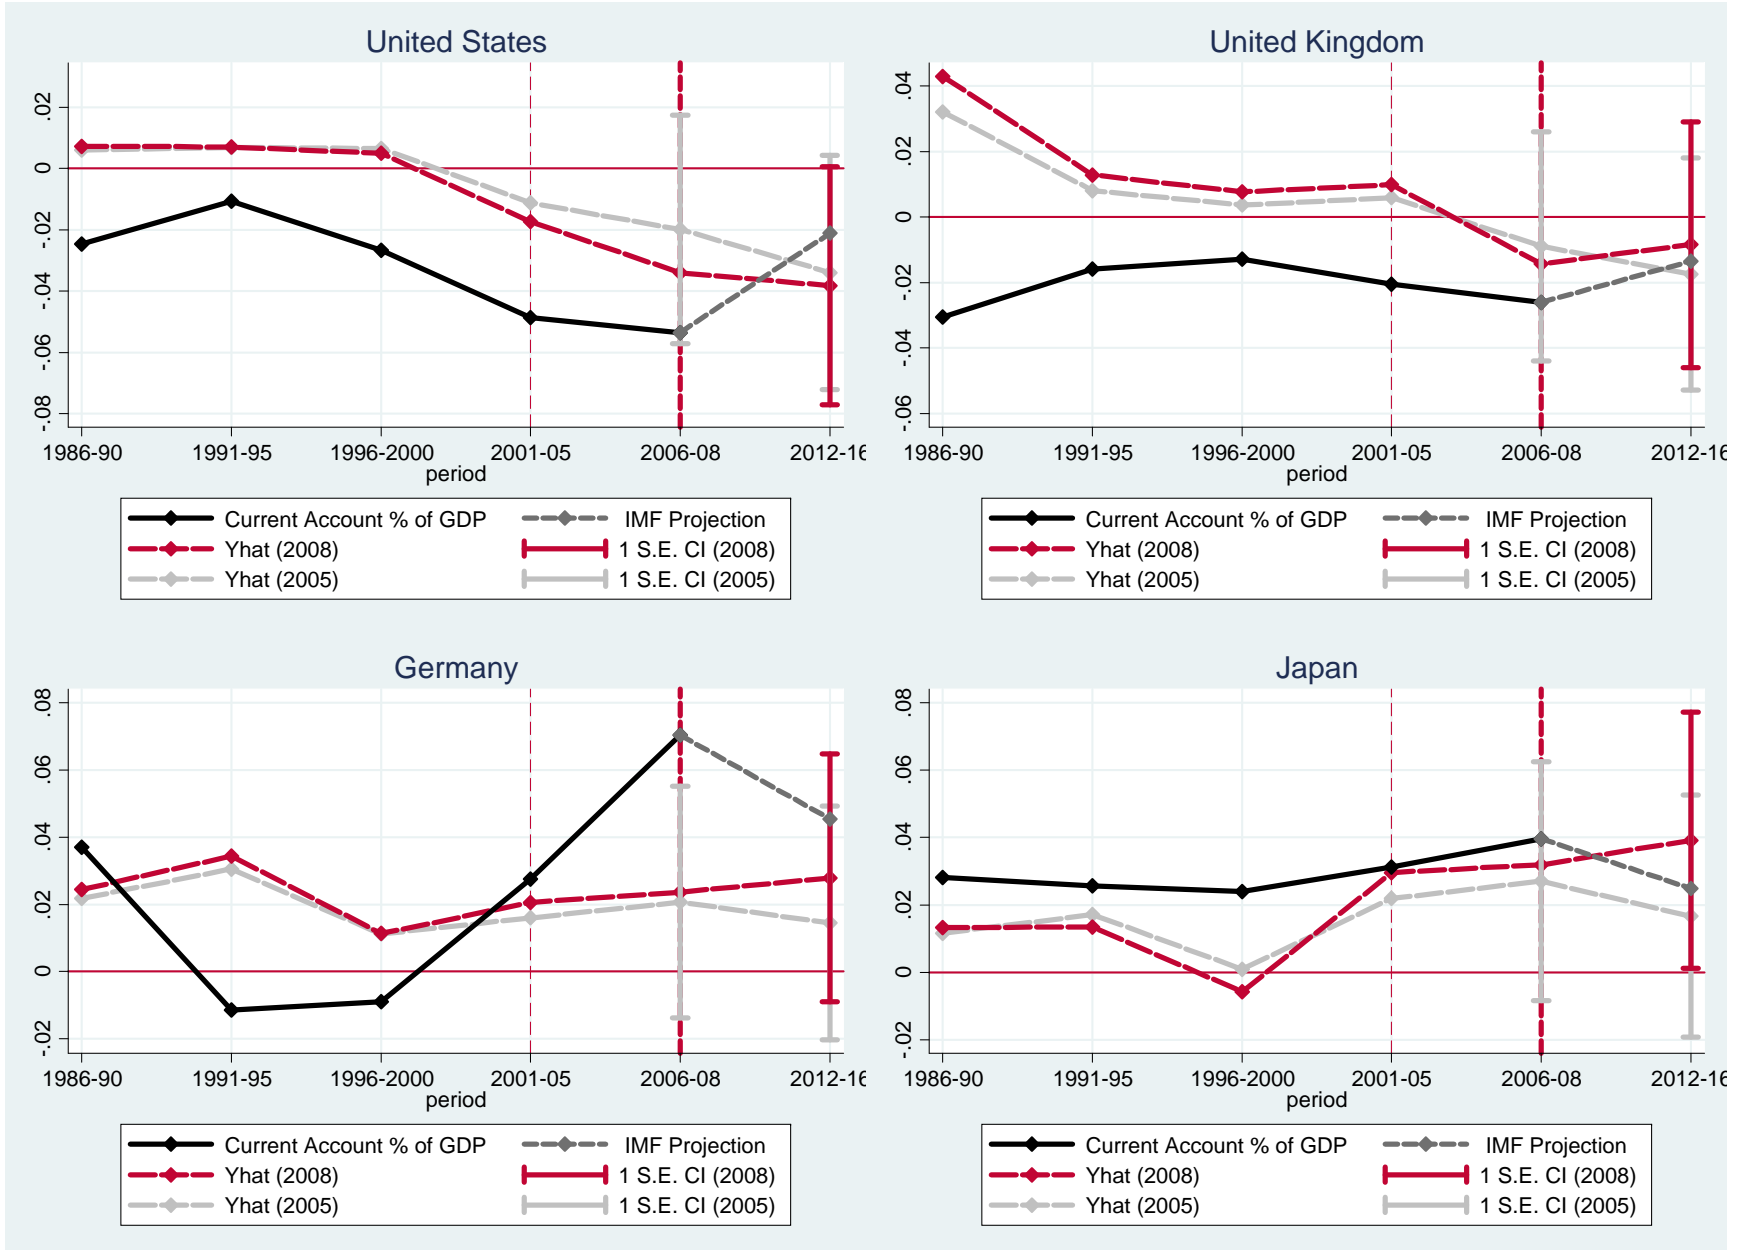 United States
.02
0
-.02
-.04
-.06
-.08
1986-90 1991-95 1996-2000 2001-05 2006-08 2012-16
period
Current Account % of GDP IMF Projection
Yhat (2008) 1 S.E. CI (2008)
Yhat (2005) 1 S.E. CI (2005)
United Kingdom
.04
.02
0
-.02
-.04
-.06
1986-90 1991-95 1996-2000 2001-05 2006-08 2012-16
period
Current Account % of GDP IMF Projection
Yhat (2008) 1 S.E. CI (2008)
Yhat (2005) 1 S.E. CI (2005)
Germany
.08
.06
.04
.02
0
-.02
1986-90 1991-95 1996-2000 2001-05 2006-08 2012-16
period
Current Account % of GDP IMF Projection
Yhat (2008) 1 S.E. CI (2008)
Yhat (2005) 1 S.E. CI (2005)
Japan
.08
.06
.04
.02
0
-.02
1986-90 1991-95 1996-2000 2001-05 2006-08 2012-16
period
Current Account % of GDP IMF Projection
Yhat (2008) 1 S.E. CI (2008)
Yhat (2005) 1 S.E. CI (2005)